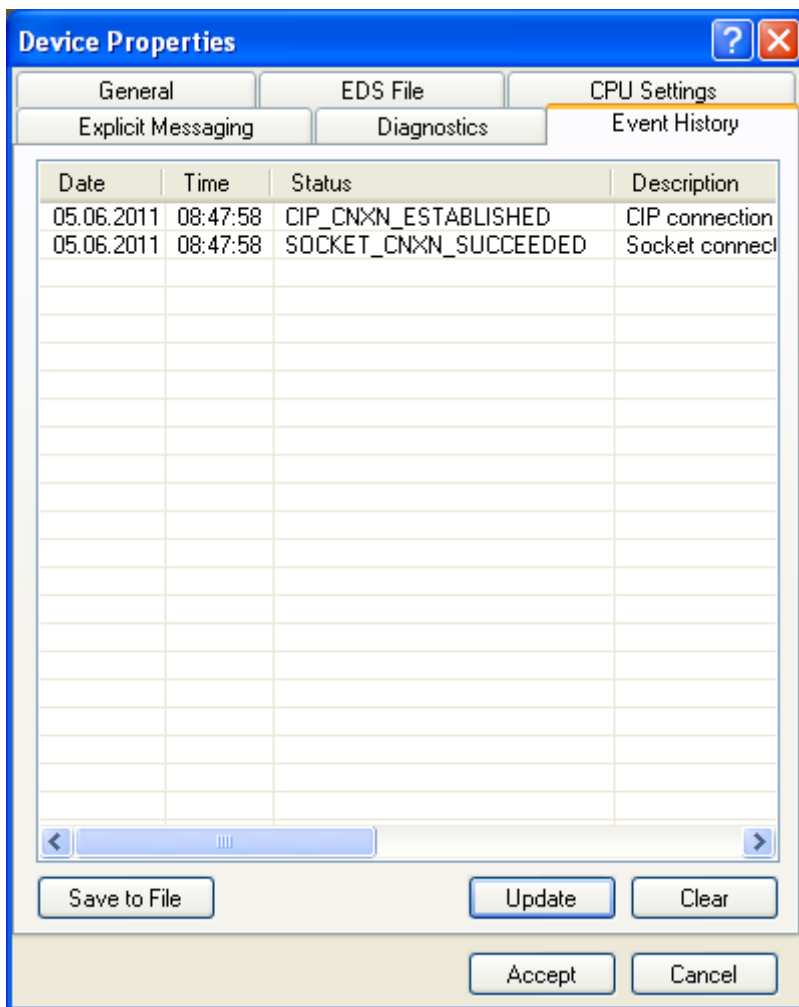 Device Properties
General EDS File CPU Settings
Explicit Messaging Diagnostics Event History
Date Time Status Description
05.06.2011 08:47:58 CIP_CNXN_ESTABLISHED CIP connection
05.06.2011 08:47:58 SOCKET_CNXN_SUCCEEDED Socket connect
Save to File Update Clear
Accept Cancel